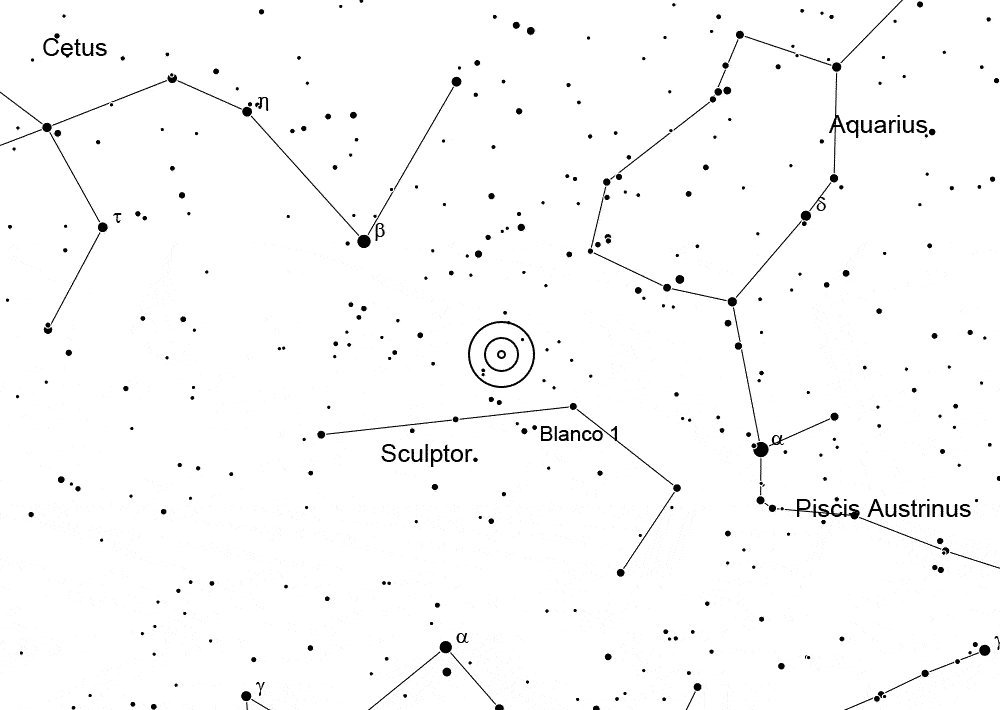 Cetus
η
Aquarius
δ
τ
β
α
Blanco 1
Sculptor
Piscis Austrinus
α
γ
γ